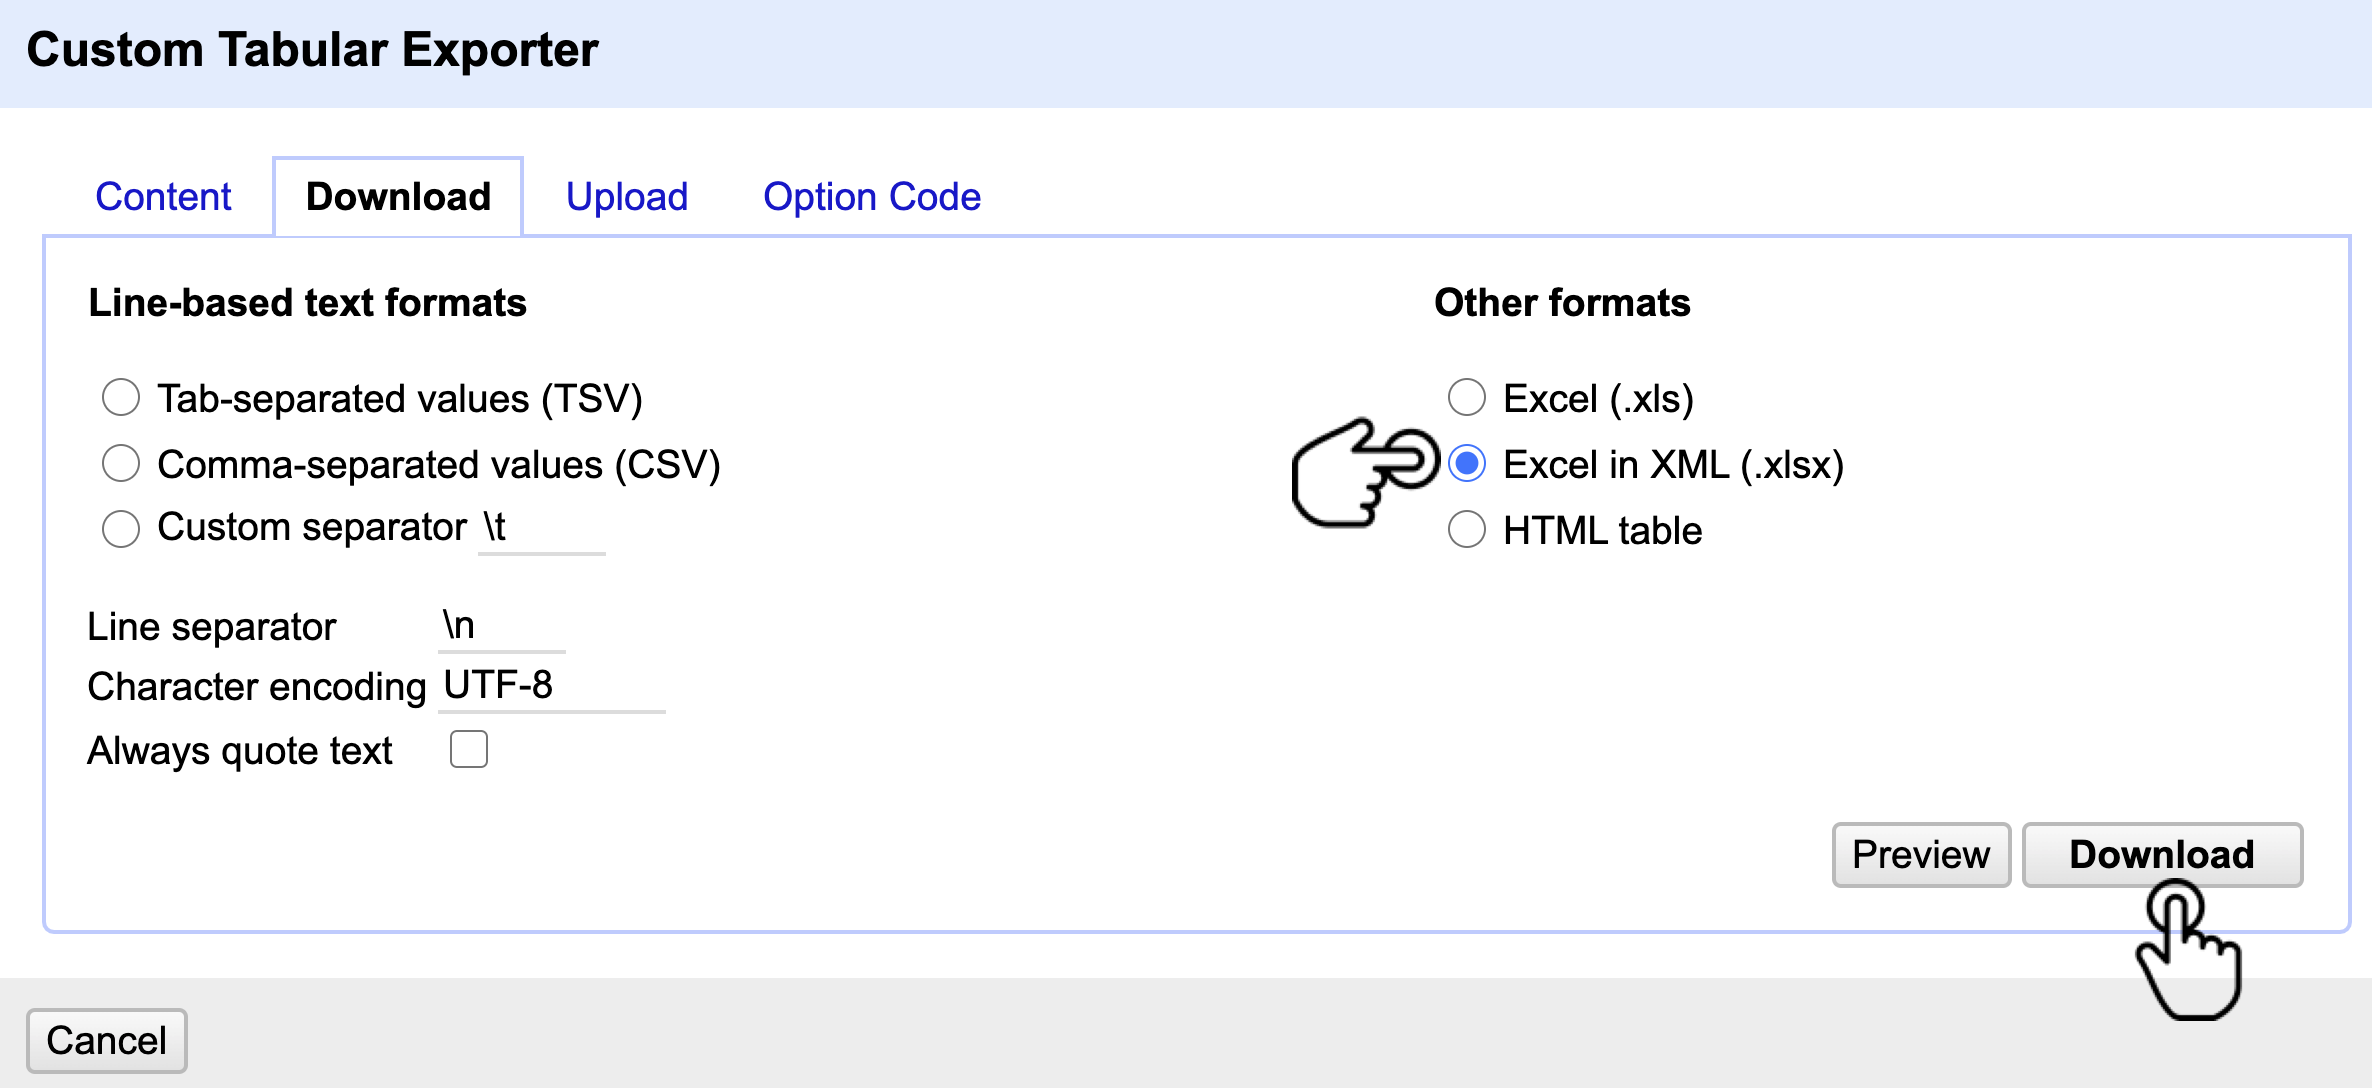 Custom Tabular Exporter
Content Download Upload Option Code
Line-based text formats
Tab-separated values (TSV)
Comma-separated values (CSV)
Custom separator \t
Line separator \n
Character encoding UTF-8
Always quote text
Other formats
Excel (.xls)
Excel in XML (.xlsx)
HTML table
Preview Download
Cancel